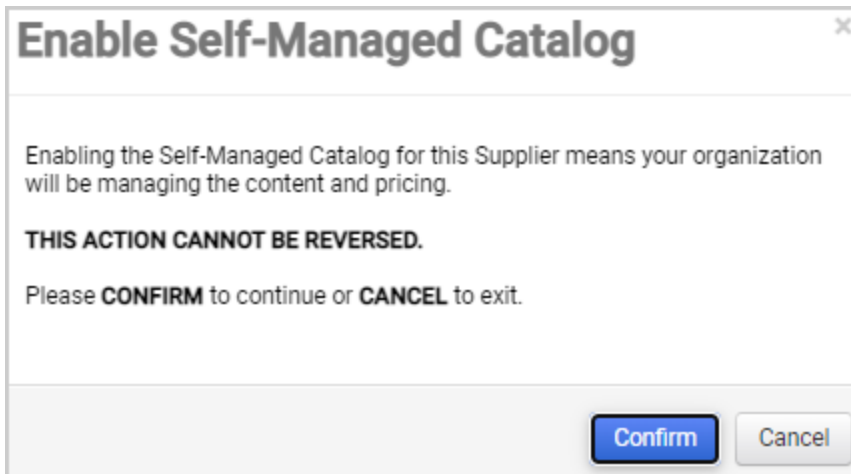 Enable Self-Managed Catalog
×
Enabling the Self-Managed Catalog for this Supplier means your organization
will be managing the content and pricing.
THIS ACTION CANNOT BE REVERSED.
Please CONFIRM to continue or CANCEL to exit.
Confirm
Cancel